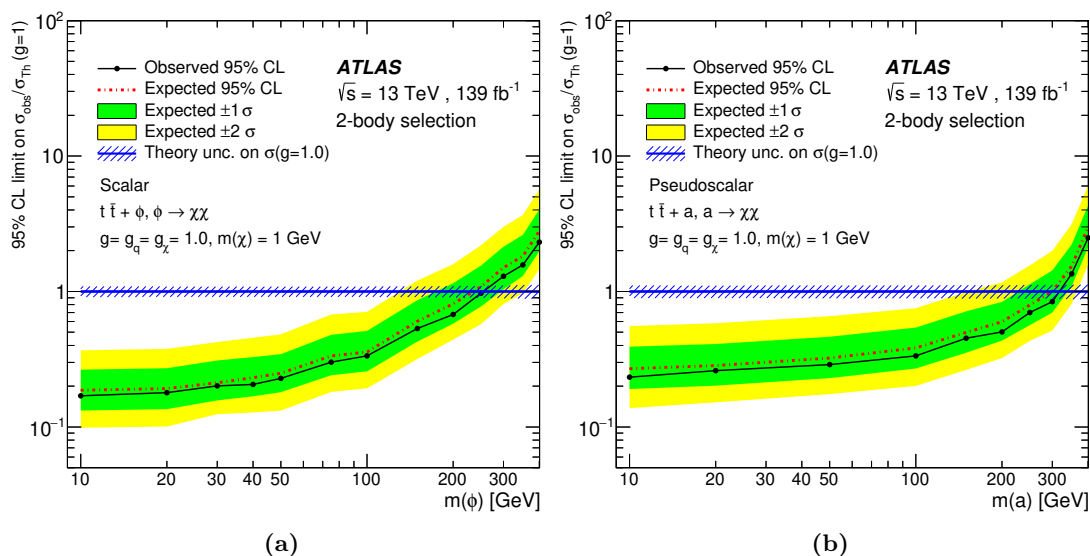 95% CL limit on σ_obs/σ_Th (g=1)
10²
10
1
10⁻¹
Observed 95% CL
Expected 95% CL
Expected ±1 σ
Expected ±2 σ
Theory unc. on σ(g=1.0)
ATLAS
√s = 13 TeV , 139 fb⁻¹
2-body selection
Scalar
t t̄ + ϕ, ϕ → χχ
g= g_q= g_χ= 1.0, m(χ) = 1 GeV
10 20 30 40 50 100 200 300
m(ϕ) [GeV]
(a)
95% CL limit on σ_obs/σ_Th (g=1)
10²
10
1
10⁻¹
Observed 95% CL
Expected 95% CL
Expected ±1 σ
Expected ±2 σ
Theory unc. on σ(g=1.0)
ATLAS
√s = 13 TeV , 139 fb⁻¹
2-body selection
Pseudoscalar
t t̄ + a, a → χχ
g= g_q= g_χ= 1.0, m(χ) = 1 GeV
10 20 30 40 50 100 200 300
m(a) [GeV]
(b)